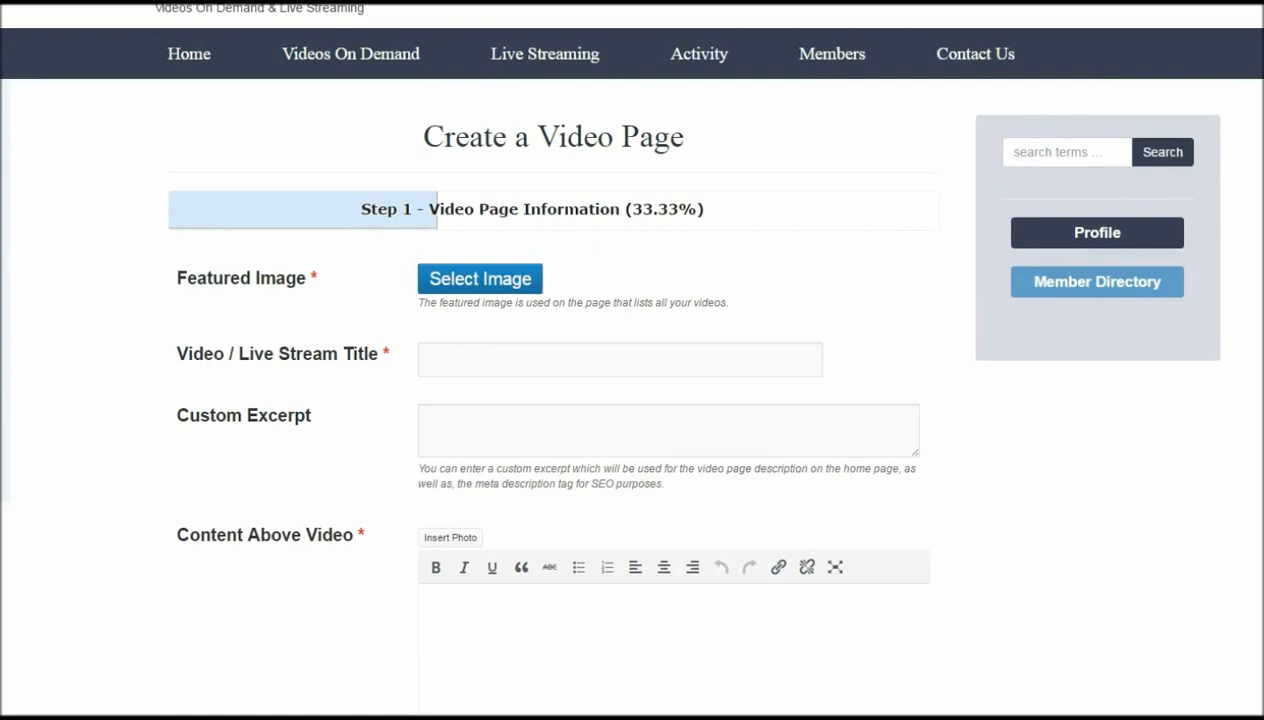 Videos On Demand & Live Streaming
Home Videos On Demand Live Streaming Activity Members Contact Us
Create a Video Page
search terms ... Search
Step 1 - Video Page Information (33.33%)
Profile
Featured Image * Select Image
Member Directory
The featured image is used on the page that lists all your videos.
Video / Live Stream Title *
Custom Excerpt
You can enter a custom excerpt which will be used for the video page description on the home page, as
well as, the meta description tag for SEO purposes.
Content Above Video * Insert Photo
B I U ABC